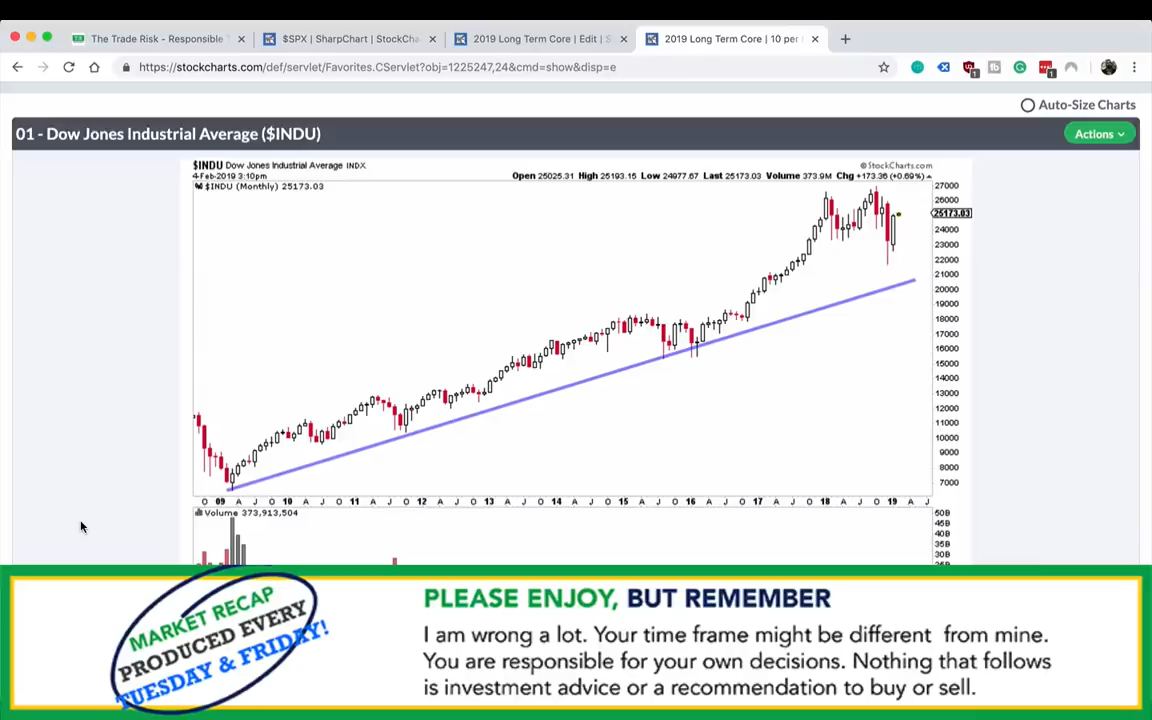 The Trade Risk - Responsible
$SPX | SharpChart | StockCha
2019 Long Term Core | Edit | S
2019 Long Term Core | 10 per
https://stockcharts.com/def/servlet/Favorites.CServlet?obj=1225247,24&cmd=show&disp=e
Auto-Size Charts
01 - Dow Jones Industrial Average ($INDU)
Actions
$INDU Dow Jones Industrial Average INDX
© StockCharts.com
4-Feb-2019 3:10pm
Open 25025.31 High 25193.15 Low 24977.67 Last 25173.03 Volume 373.9M Chg +173.36 (+0.69%)
$INDU (Monthly) 25173.03
27000
26000
25173.03
24000
23000
22000
21000
20000
19000
18000
17000
16000
15000
14000
13000
12000
11000
10000
9000
8000
7000
O 09 A J O 10 A J O 11 A J O 12 A J O 13 A J O 14 A J O 15 A J O 16 A J O 17 A J O 18 A J O 19 A J
Volume 373,913,504
50B
45B
40B
35B
30B
MARKET RECAP
PRODUCED EVERY
TUESDAY & FRIDAY!
PLEASE ENJOY, BUT REMEMBER
I am wrong a lot. Your time frame might be different from mine.
You are responsible for your own decisions. Nothing that follows
is investment advice or a recommendation to buy or sell.